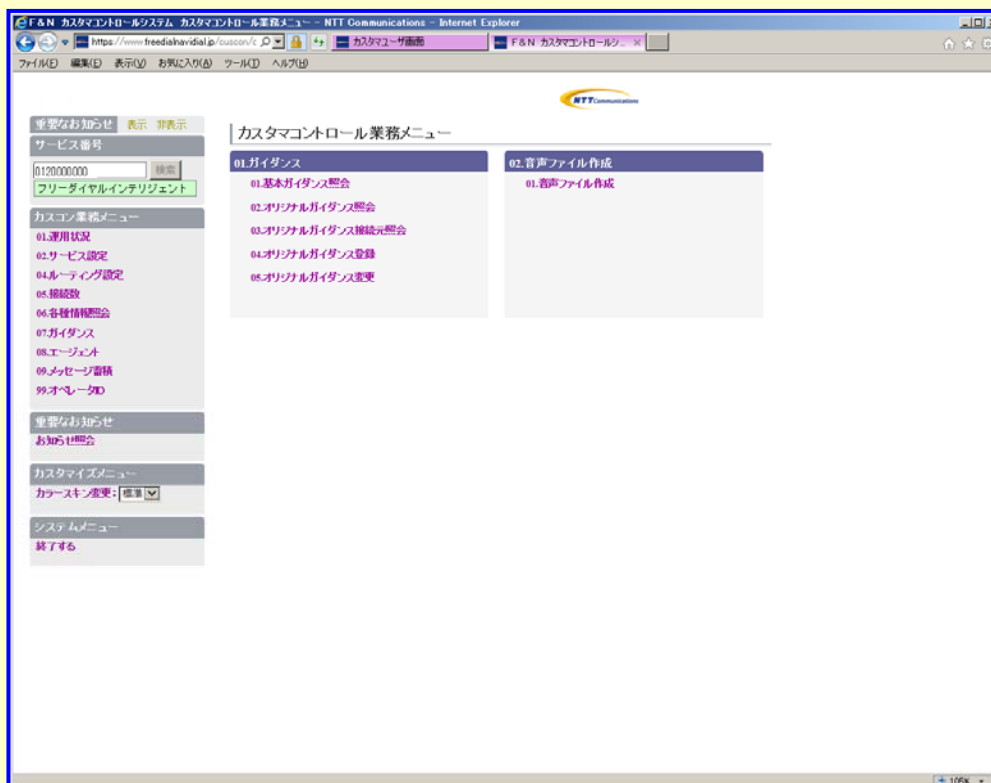 F&N カスタマコントロールシステム カスタマコントロール業務メニュー - NTT Communications - Internet Explorer
https://www.freedialnavidial.jp/cuscon/c
カスタマユーザ画面
F&N カスタマコントロールシ...
ファイル(F) 編集(E) 表示(V) お気に入り(A) ツール(T) ヘルプ(H)
NTT Communications
重要なお知らせ 表示 非表示
サービス番号
0120000000 検索
フリーダイヤルインテリジェント
カスコン業務メニュー
01.運用状況
02.サービス設定
04.ルーティング設定
05.接続数
06.各種情報照会
07.ガイダンス
08.エージェント
09.メッセージ蓄積
99.オペレータID
重要なお知らせ
お知らせ照会
カスタマイズメニュー
カラースキン変更: 標準
システムメニュー
終了する
カスタマコントロール業務メニュー
01.ガイダンス
01.基本ガイダンス照会
02.オリジナルガイダンス照会
03.オリジナルガイダンス接続元照会
04.オリジナルガイダンス登録
05.オリジナルガイダンス変更
02.音声ファイル作成
01.音声ファイル作成
105%